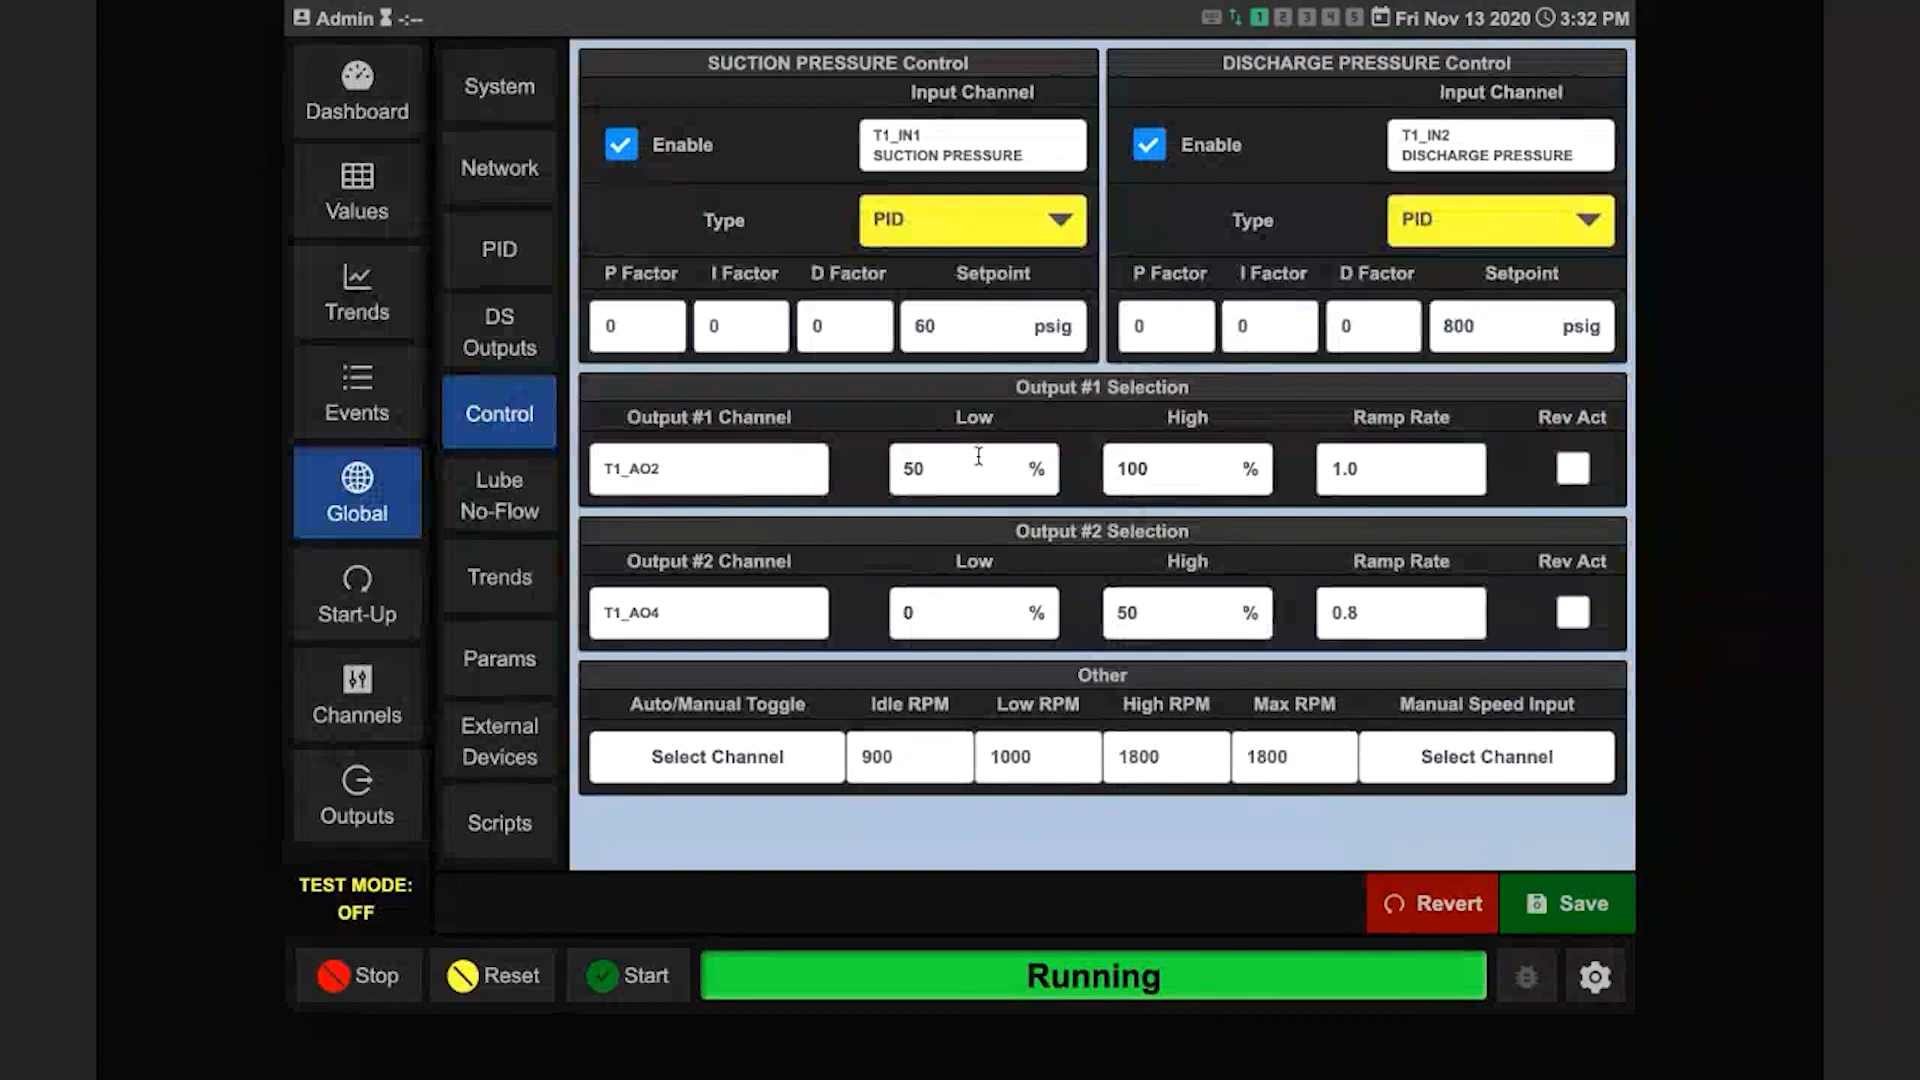 Admin -:--
1 2 3 4 5 Fri Nov 13 2020 3:32 PM
Dashboard
Values
Trends
Events
Global
Start-Up
Channels
Outputs
TEST MODE:
OFF
System
Network
PID
DS
Outputs
Control
Lube
No-Flow
Trends
Params
External
Devices
Scripts
SUCTION PRESSURE Control
Input Channel
Enable
T1_IN1
SUCTION PRESSURE
Type PID
P Factor I Factor D Factor Setpoint
0 0 0 60 psig
DISCHARGE PRESSURE Control
Input Channel
Enable
T1_IN2
DISCHARGE PRESSURE
Type PID
P Factor I Factor D Factor Setpoint
0 0 0 800 psig
Output #1 Selection
Output #1 Channel Low High Ramp Rate Rev Act
T1_AO2 50 % 100 % 1.0
Output #2 Selection
Output #2 Channel Low High Ramp Rate Rev Act
T1_AO4 0 % 50 % 0.8
Other
Auto/Manual Toggle Idle RPM Low RPM High RPM Max RPM Manual Speed Input
Select Channel 900 1000 1800 1800 Select Channel
Revert Save
Stop Reset Start Running